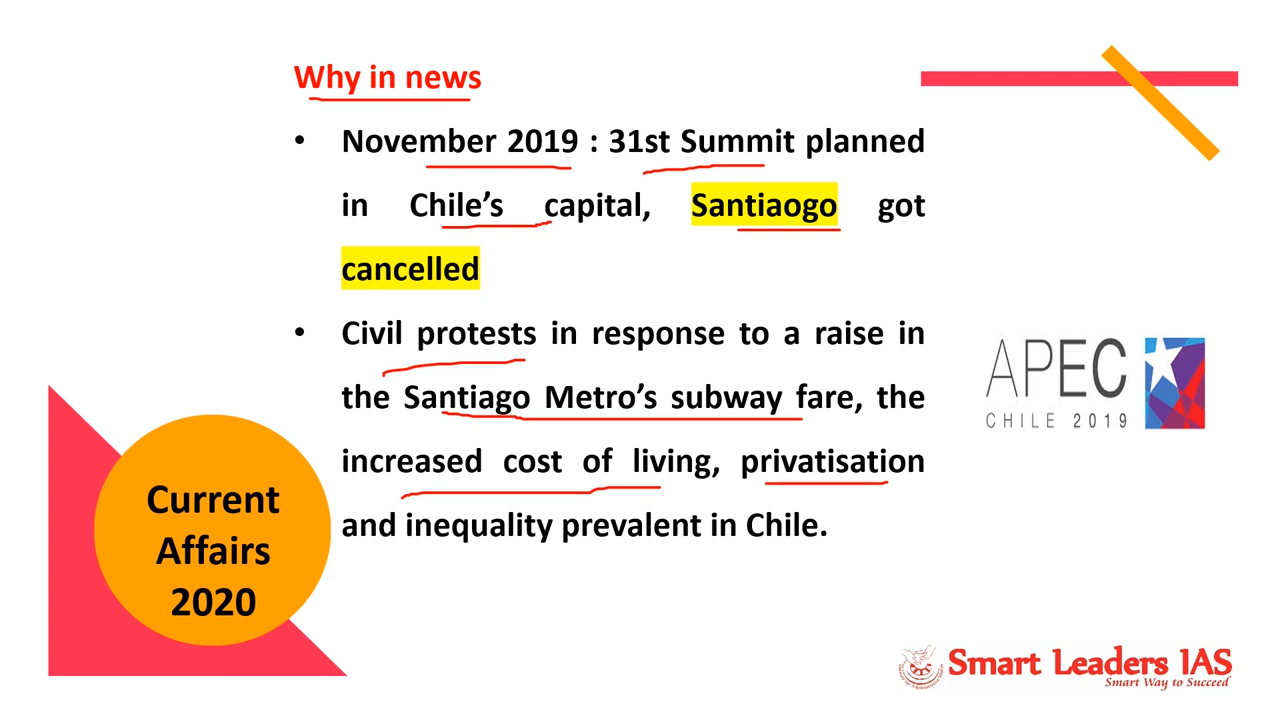 Why in news
• November 2019 : 31st Summit planned
in Chile’s capital, Santiaogo got
cancelled
• Civil protests in response to a raise in
the Santiago Metro’s subway fare, the
increased cost of living, privatisation
and inequality prevalent in Chile.
APEC
CHILE 2019
Current
Affairs
2020
Smart Leaders IAS
Smart Way to Succeed